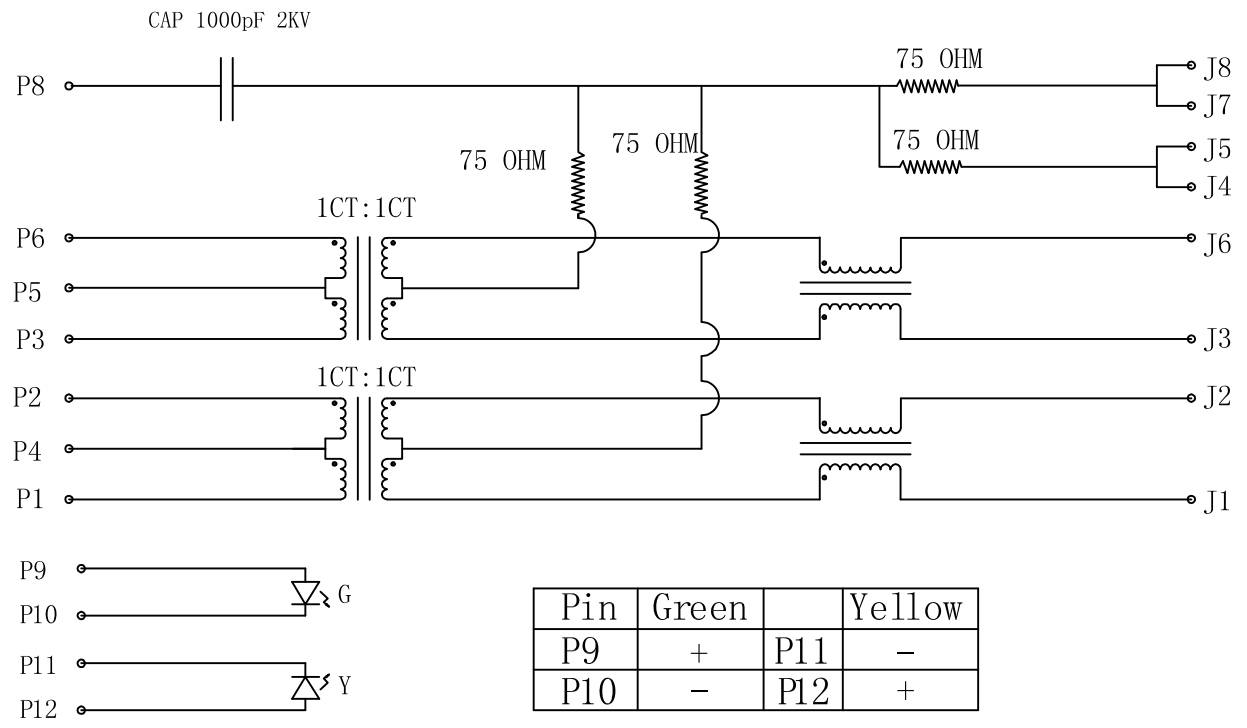 CAP 1000pF 2KV
75 OHM
P8
J8
J7
75 OHM
75 OHM
75 OHM
J5
J4
1CT:1CT
P6
J6
P5
P3
J3
1CT:1CT
P2
J2
P4
P1
J1
P9
G
P10
P11
Y
P12
Pin Green Yellow
P9 + P11 -
P10 - P12 +